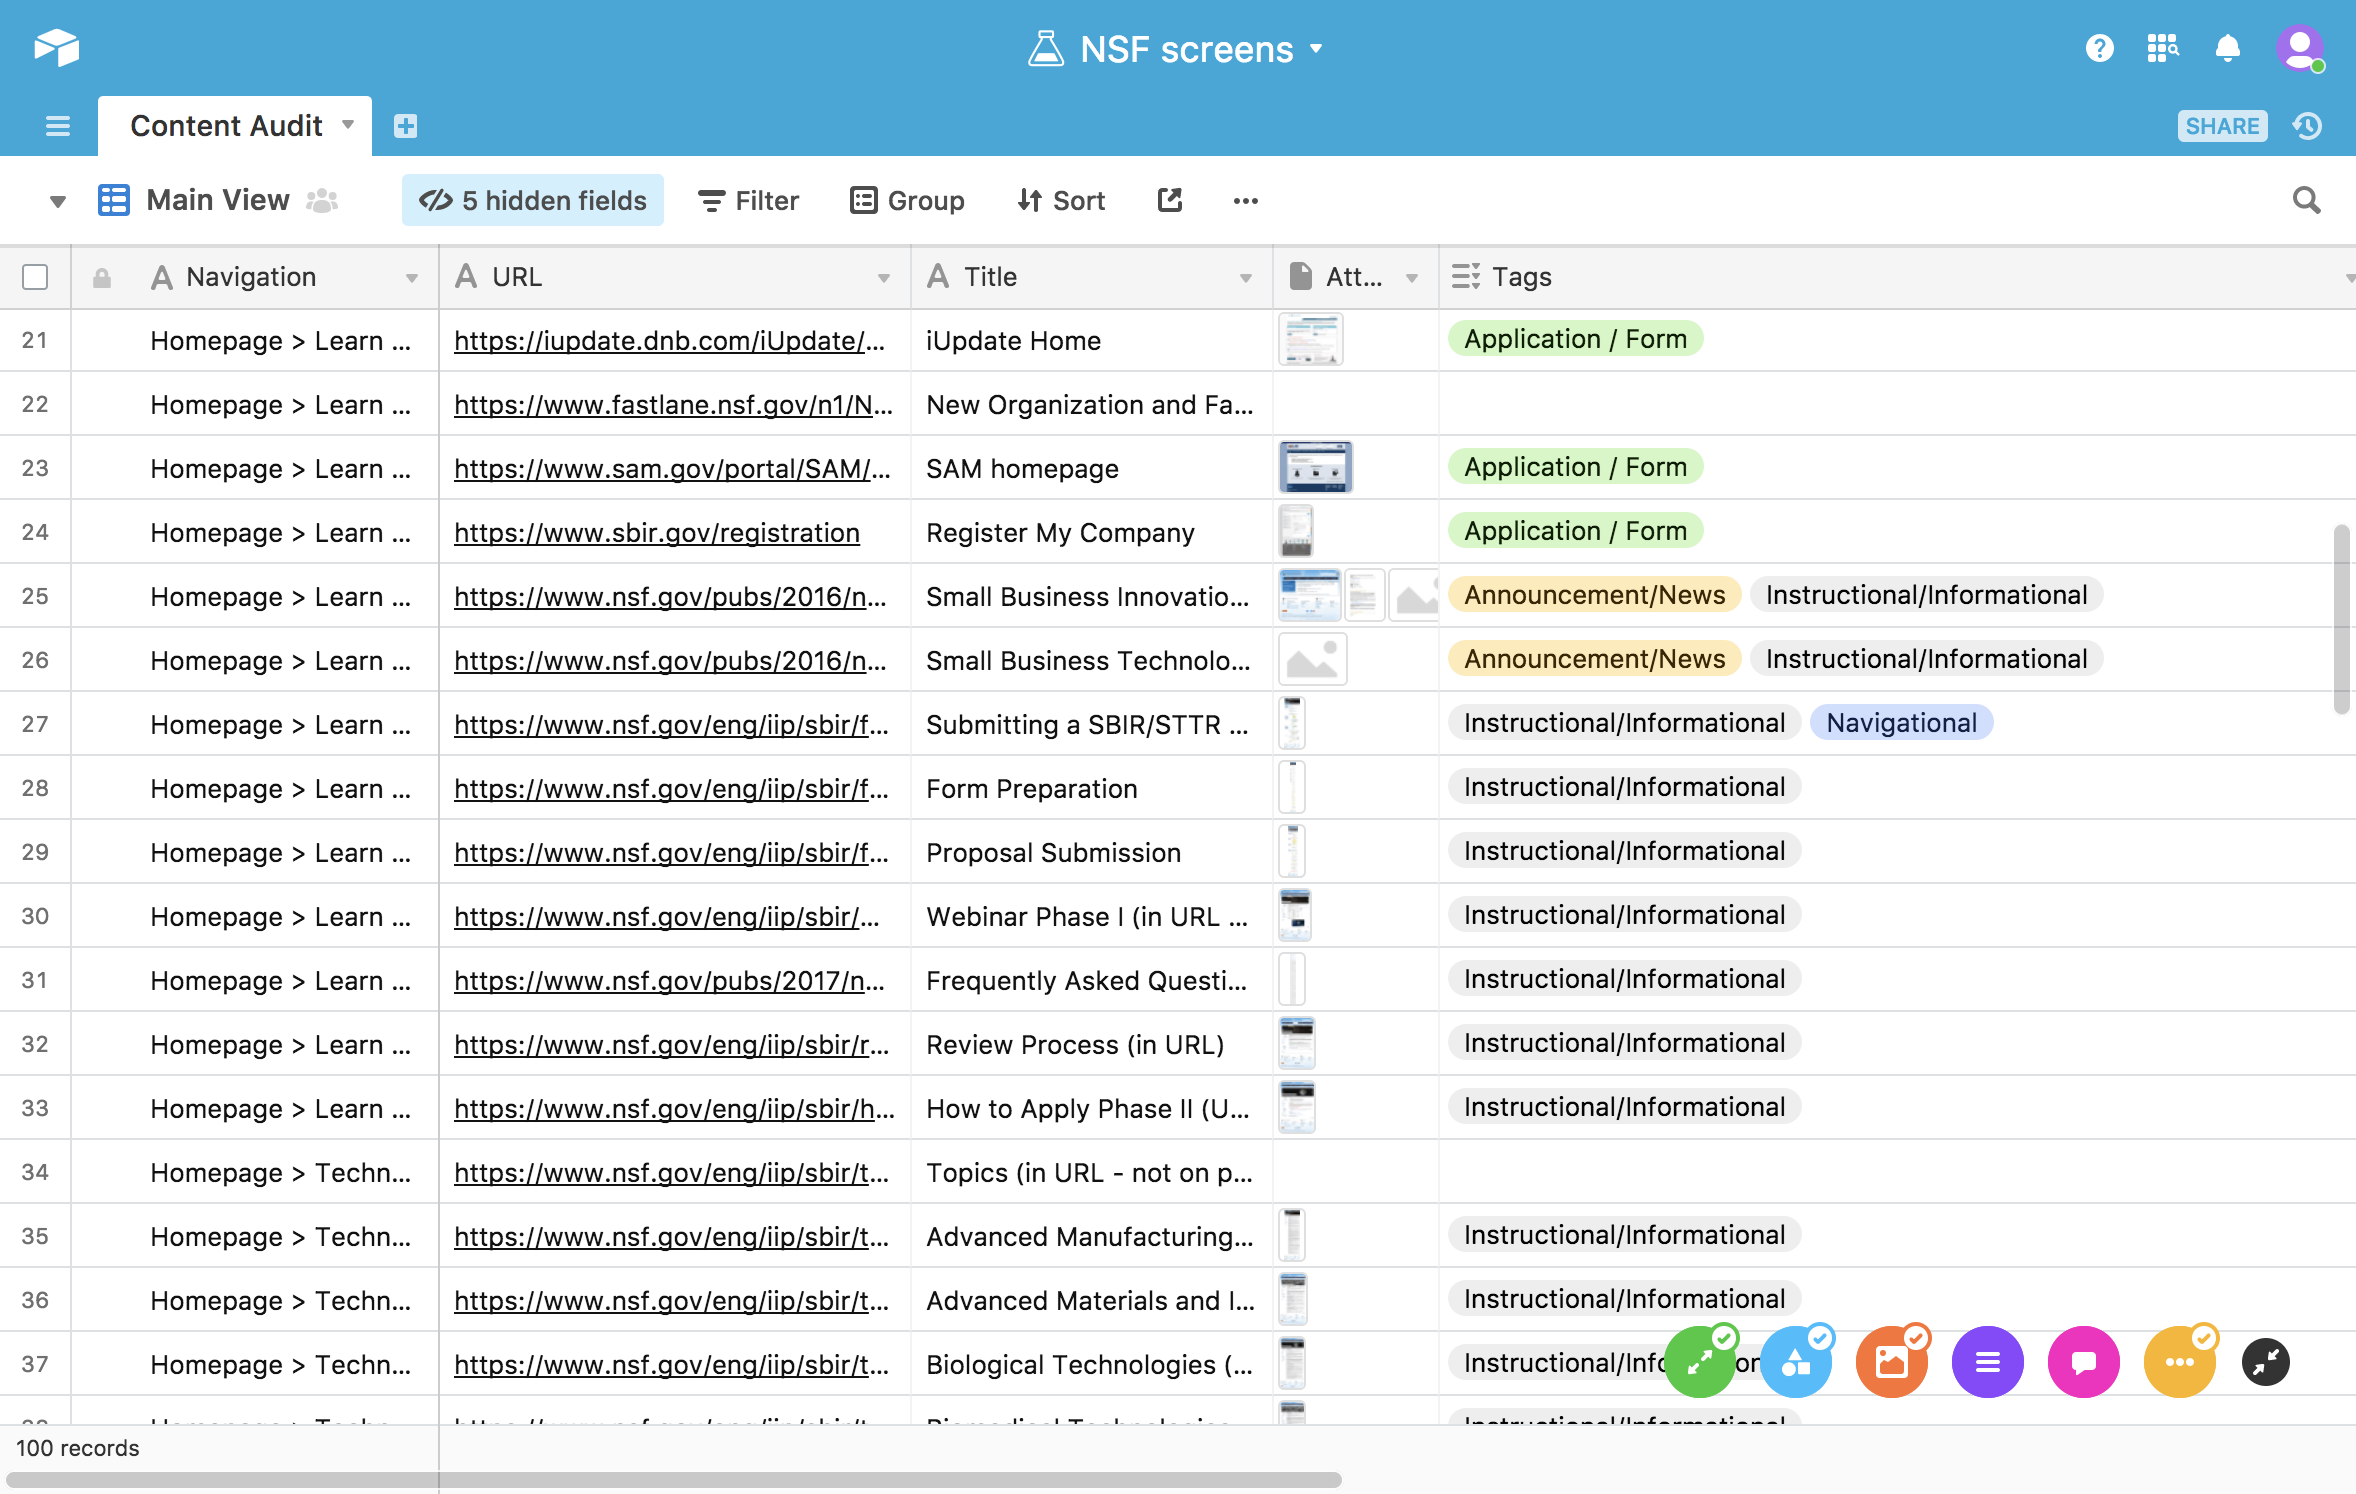 NSF screens
Content Audit
SHARE
Main View
5 hidden fields
Filter
Group
Sort
Navigation URL Title Att... Tags
21 Homepage > Learn ... https://iupdate.dnb.com/iUpdate/... iUpdate Home Application / Form
22 Homepage > Learn ... https://www.fastlane.nsf.gov/n1/N... New Organization and Fa...
23 Homepage > Learn ... https://www.sam.gov/portal/SAM/... SAM homepage Application / Form
24 Homepage > Learn ... https://www.sbir.gov/registration Register My Company Application / Form
25 Homepage > Learn ... https://www.nsf.gov/pubs/2016/n... Small Business Innovatio... Announcement/News Instructional/Informational
26 Homepage > Learn ... https://www.nsf.gov/pubs/2016/n... Small Business Technolo... Announcement/News Instructional/Informational
27 Homepage > Learn ... https://www.nsf.gov/eng/iip/sbir/f... Submitting a SBIR/STTR ... Instructional/Informational Navigational
28 Homepage > Learn ... https://www.nsf.gov/eng/iip/sbir/f... Form Preparation Instructional/Informational
29 Homepage > Learn ... https://www.nsf.gov/eng/iip/sbir/f... Proposal Submission Instructional/Informational
30 Homepage > Learn ... https://www.nsf.gov/eng/iip/sbir/... Webinar Phase I (in URL ... Instructional/Informational
31 Homepage > Learn ... https://www.nsf.gov/pubs/2017/n... Frequently Asked Questi... Instructional/Informational
32 Homepage > Learn ... https://www.nsf.gov/eng/iip/sbir/r... Review Process (in URL) Instructional/Informational
33 Homepage > Learn ... https://www.nsf.gov/eng/iip/sbir/h... How to Apply Phase II (U... Instructional/Informational
34 Homepage > Techn... https://www.nsf.gov/eng/iip/sbir/t... Topics (in URL - not on p...
35 Homepage > Techn... https://www.nsf.gov/eng/iip/sbir/t... Advanced Manufacturing... Instructional/Informational
36 Homepage > Techn... https://www.nsf.gov/eng/iip/sbir/t... Advanced Materials and I... Instructional/Informational
37 Homepage > Techn... https://www.nsf.gov/eng/iip/sbir/t... Biological Technologies (...
100 records